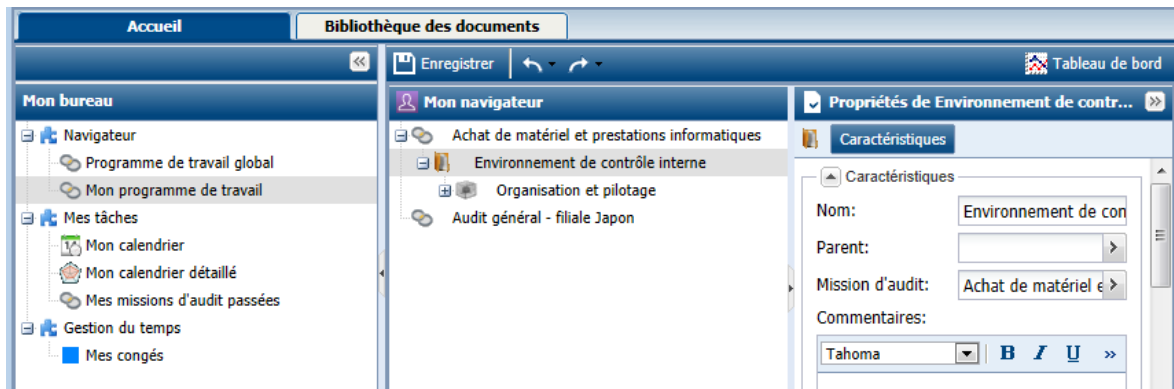 Accueil
Bibliothèque des documents
Enregistrer
Tableau de bord
Mon bureau
Navigateur
Programme de travail global
Mon programme de travail
Mes tâches
Mon calendrier
Mon calendrier détaillé
Mes missions d'audit passées
Gestion du temps
Mes congés
Mon navigateur
Achat de matériel et prestations informatiques
Environnement de contrôle interne
Organisation et pilotage
Audit général - filiale Japon
Propriétés de Environnement de contr...
Caractéristiques
Caractéristiques
Nom: Environnement de con
Parent:
Mission d'audit: Achat de matériel e
Commentaires:
Tahoma B I U »